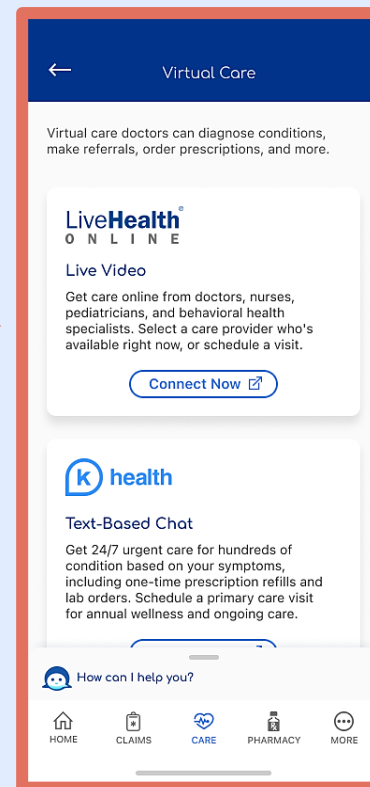 Virtual Care
Virtual care doctors can diagnose conditions,
make referrals, order prescriptions, and more.
LiveHealth®
ONLINE
Live Video
Get care online from doctors, nurses,
pediatricians, and behavioral health
specialists. Select a care provider who's
available right now, or schedule a visit.
Connect Now
k health
Text-Based Chat
Get 24/7 urgent care for hundreds of
condition based on your symptoms,
including one-time prescription refills and
lab orders. Schedule a primary care visit
for annual wellness and ongoing care.
How can I help you?
HOME CLAIMS CARE PHARMACY MORE